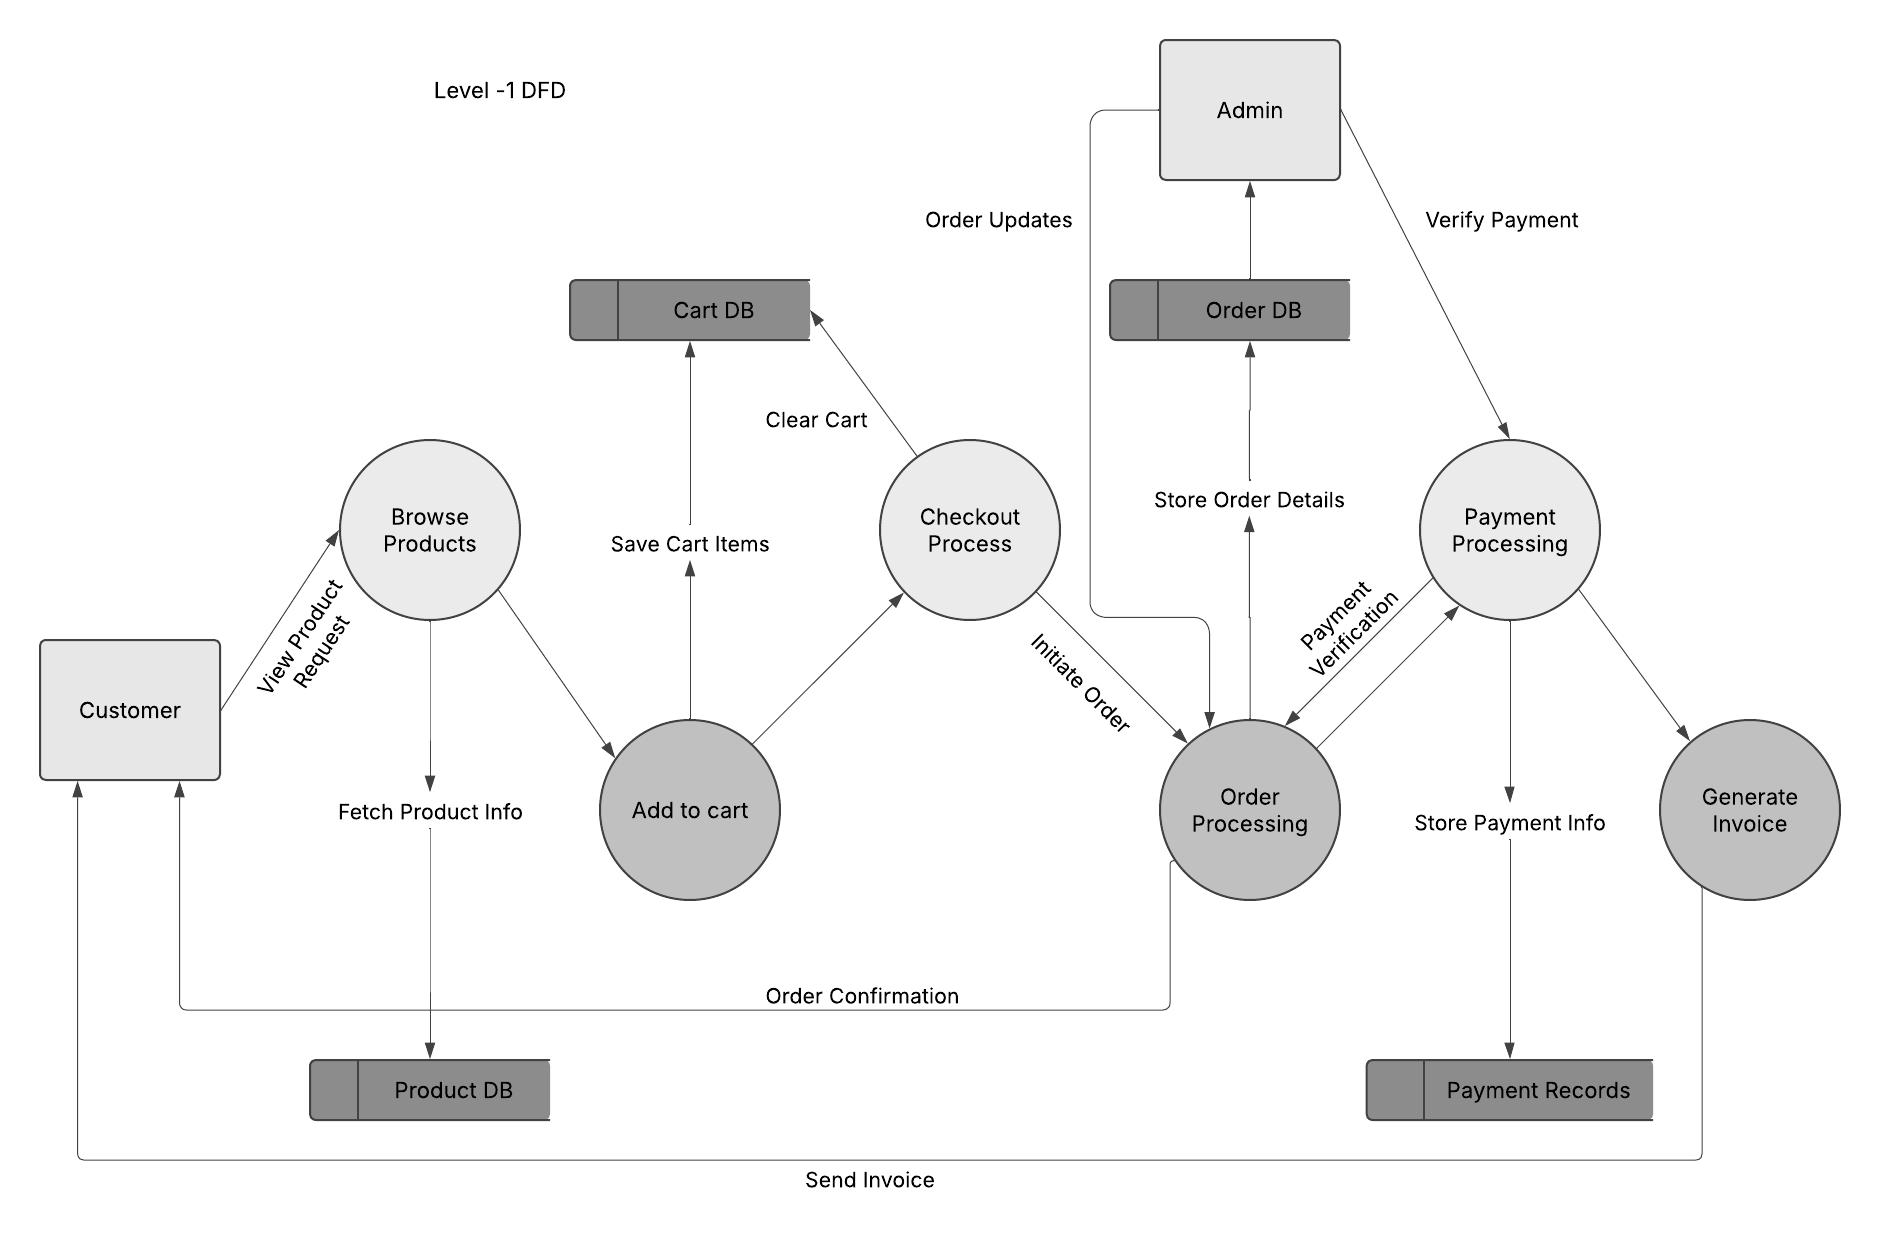 Level -1 DFD
Admin
Order Updates
Verify Payment
Cart DB
Order DB
Clear Cart
Browse
Products
Save Cart Items
Checkout
Process
Store Order Details
Payment
Processing
View Product
Request
Payment
Verification
Initiate Order
Customer
Fetch Product Info
Add to cart
Order
Processing
Store Payment Info
Generate
Invoice
Order Confirmation
Product DB
Payment Records
Send Invoice